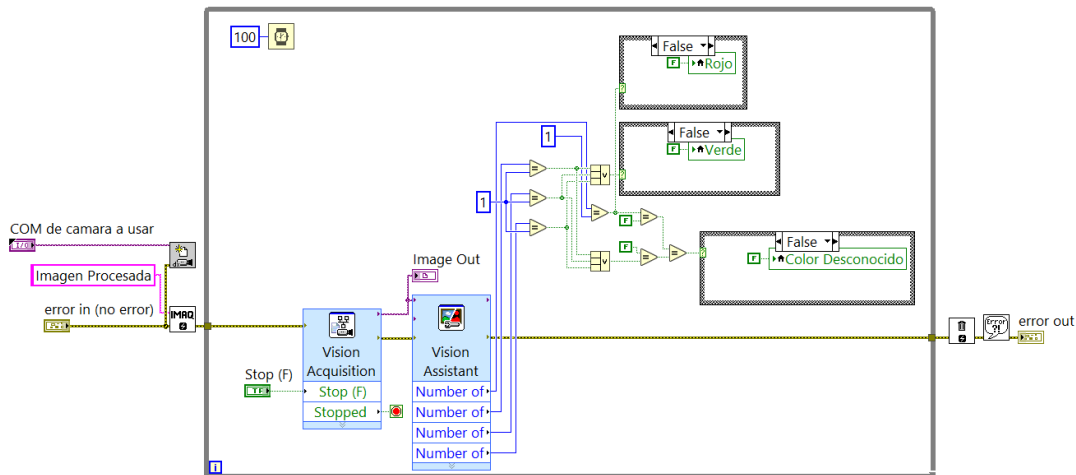 100
False
F
Rojo
1
False
F
Verde
1
F
F
False
F
Color Desconocido
COM de camara a usar
I/O
Imagen Procesada
error in (no error)
IMAQ
Image Out
Vision
Acquisition
Stop (F)
Stopped
Vision
Assistant
Number of
Number of
Number of
Number of
Stop (F)
TF
Error
?!
error out
i